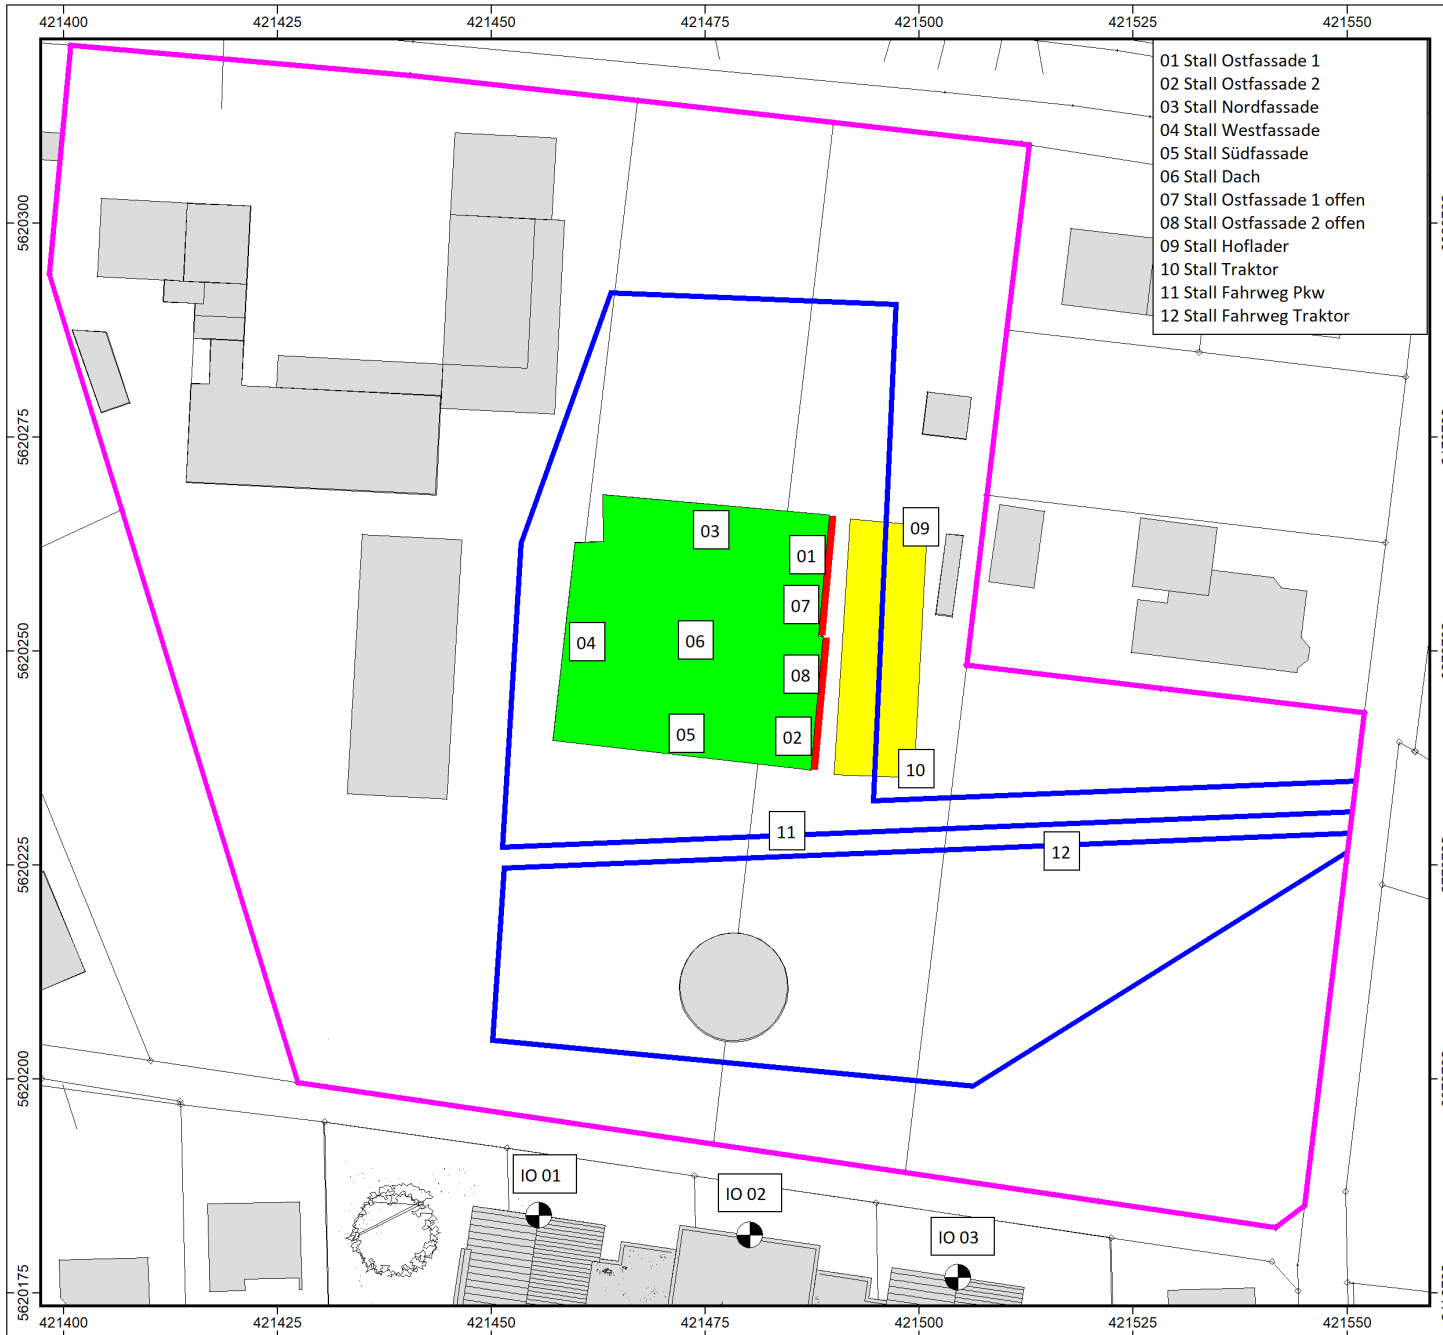 421400 421425 421450 421475 421500 421525 421550
01 Stall Ostfassade 1
02 Stall Ostfassade 2
03 Stall Nordfassade
04 Stall Westfassade
05 Stall Südfassade
06 Stall Dach
07 Stall Ostfassade 1 offen
08 Stall Ostfassade 2 offen
09 Stall Hoflader
10 Stall Traktor
11 Stall Fahrweg Pkw
12 Stall Fahrweg Traktor
5620300
5620275
03
09
01
07
5620250
04
06
08
05
02
10
11
12
5620225
5620200
IO 01
IO 02
IO 03
5620175
421400 421425 421450 421475 421500 421525 421550